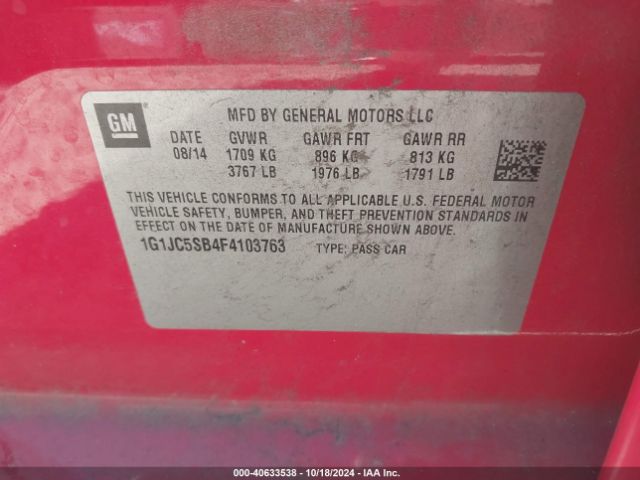 GM
MFD BY GENERAL MOTORS LLC
DATE GVWR GAWR FRT GAWR RR
08/14 1709 KG 896 KG 813 KG
3767 LB 1976 LB 1791 LB
THIS VEHICLE CONFORMS TO ALL APPLICABLE U.S. FEDERAL MOTOR
VEHICLE SAFETY, BUMPER, AND THEFT PREVENTION STANDARDS IN
EFFECT ON THE DATE OF MANUFACTURE SHOWN ABOVE.
1G1JC5SB4F4103763 TYPE: PASS CAR
000-40633538 - 10/18/2024 - IAA Inc.